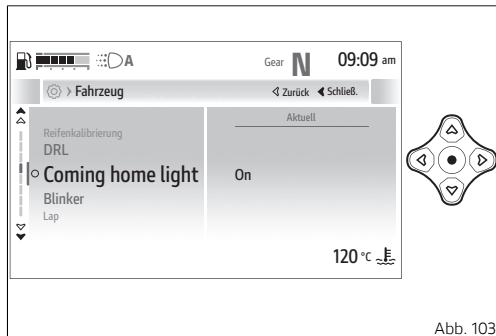 A Gear N 09:09 am
› Fahrzeug Zurück Schließ.
Aktuell
Reifenkalibrierung
DRL
Coming home light On
Blinker
Lap
120 °C
Abb. 103